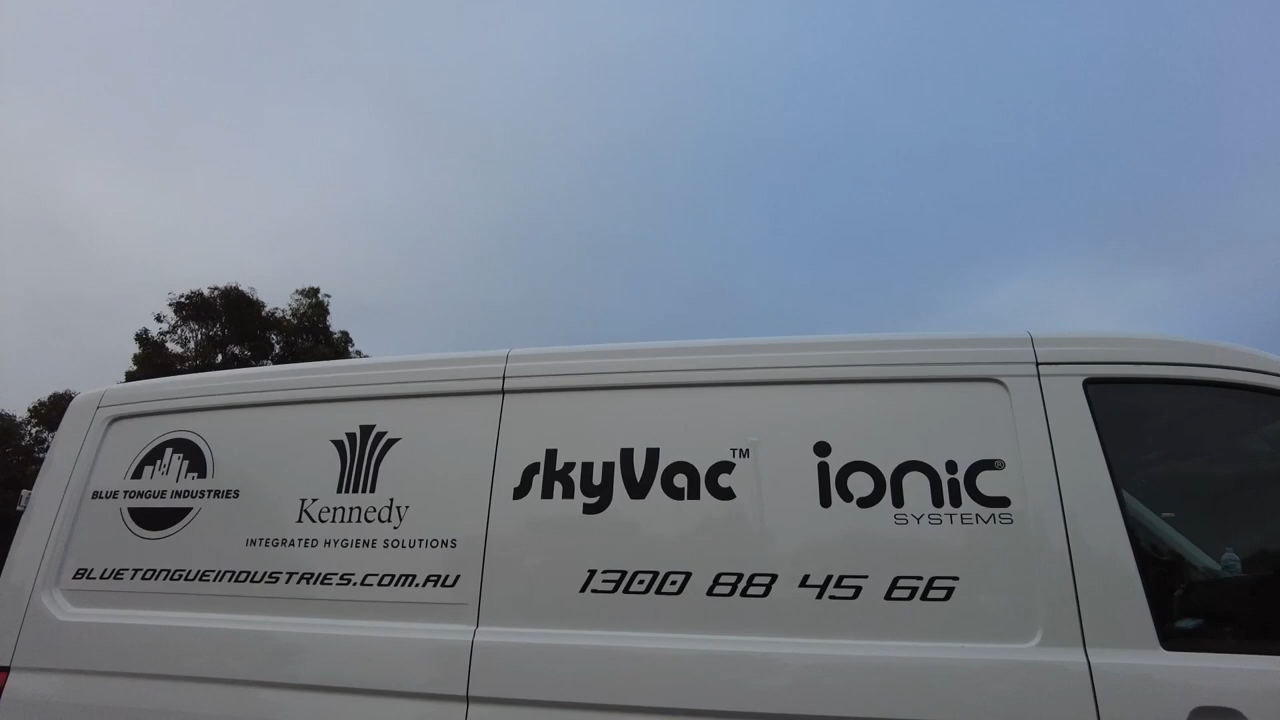 BLUE TONGUE INDUSTRIES
Kennedy
INTEGRATED HYGIENE SOLUTIONS
BLUETONGUEINDUSTRIES.COM.AU
skyVac™
ionic®
SYSTEMS
1300 88 45 66